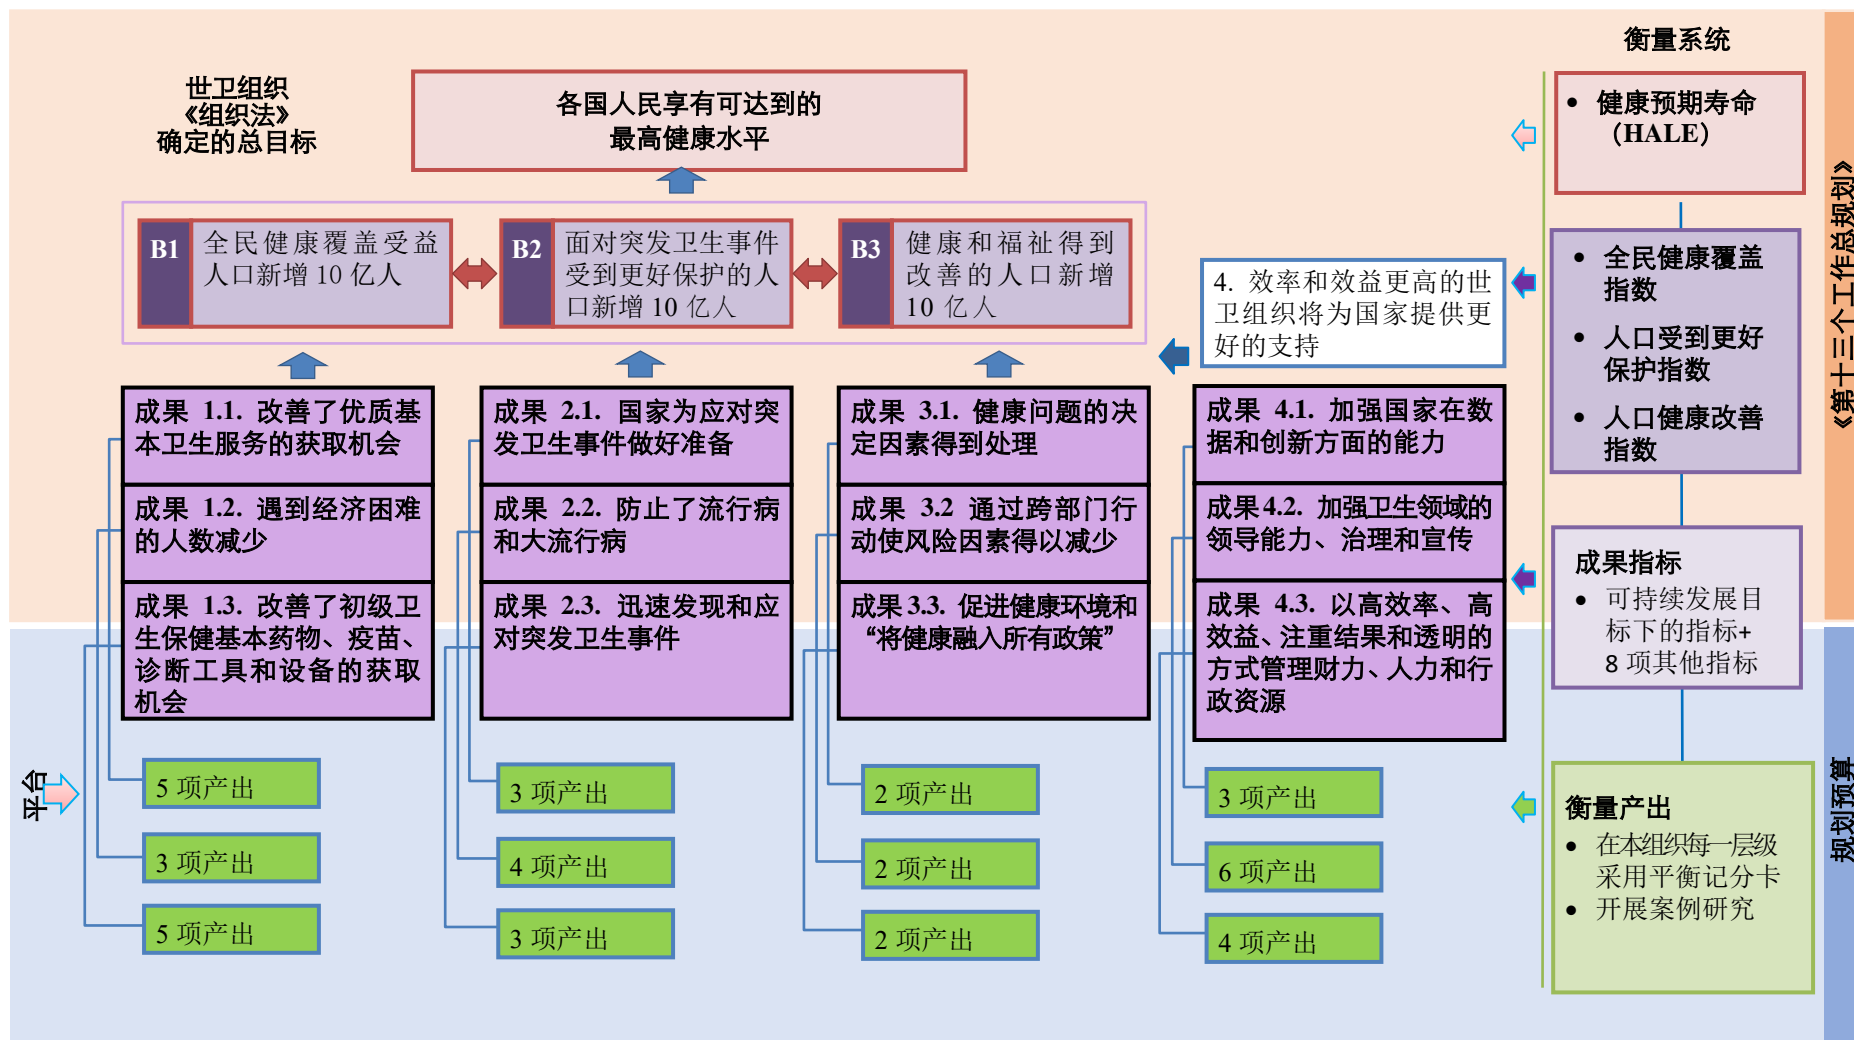 世卫组织
《组织法》
确定的总目标
各国人民享有可达到的
最高健康水平
衡量系统
• 健康预期寿命
（HALE）
B1
全民健康覆盖受益
人口新增 10 亿人
B2
面对突发卫生事件
受到更好保护的人
口新增 10 亿人
B3
健康和福祉得到
改善的人口新增
10 亿人
4. 效率和效益更高的世
卫组织将为国家提供更
好的支持
• 全民健康覆盖
指数
• 人口受到更好
保护指数
• 人口健康改善
指数
《第十三个工作总规划》
成果 1.1. 改善了优质基
本卫生服务的获取机会
成果 1.2. 遇到经济困难
的人数减少
成果 1.3. 改善了初级卫
生保健基本药物、疫苗、
诊断工具和设备的获取
机会
成果 2.1. 国家为应对突
发卫生事件做好准备
成果 2.2. 防止了流行病
和大流行病
成果 2.3. 迅速发现和应
对突发卫生事件
成果 3.1. 健康问题的决
定因素得到处理
成果 3.2 通过跨部门行
动使风险因素得以减少
成果 3.3. 促进健康环境和
“将健康融入所有政策”
成果 4.1. 加强国家在数
据和创新方面的能力
成果 4.2. 加强卫生领域的
领导能力、治理和宣传
成果 4.3. 以高效率、高
效益、注重结果和透明的
方式管理财力、人力和行
政资源
成果指标
• 可持续发展目
标下的指标+
8 项其他指标
平台
5 项产出
3 项产出
5 项产出
3 项产出
4 项产出
3 项产出
2 项产出
2 项产出
2 项产出
3 项产出
6 项产出
4 项产出
衡量产出
• 在本组织每一层级
采用平衡记分卡
• 开展案例研究
规划预算